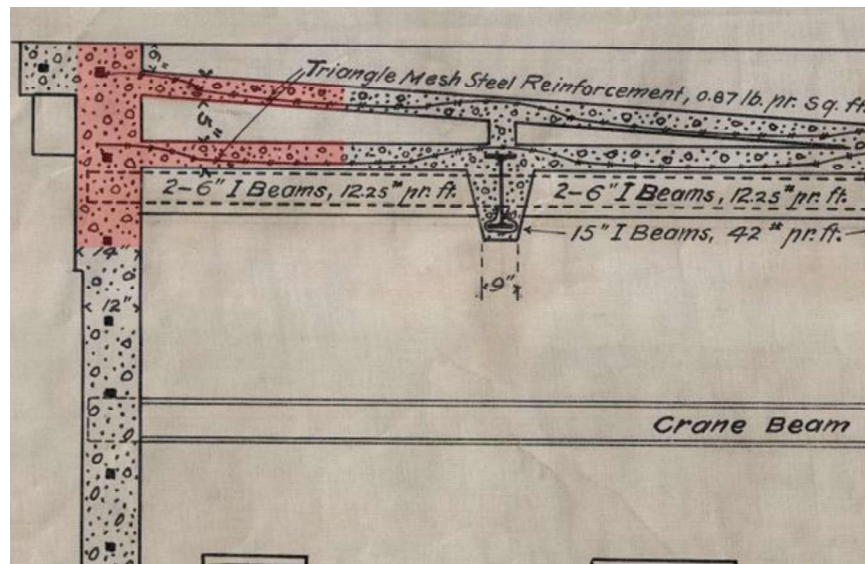 6"
Triangle Mesh Steel Reinforcement, 0.87 lb. pr. sq. ft.
5"
2-6" I Beams, 12.25# pr. ft.
2-6" I Beams, 12.25# pr. ft.
15" I Beams, 42# pr. ft.
14"
9"
12"
Crane Beam